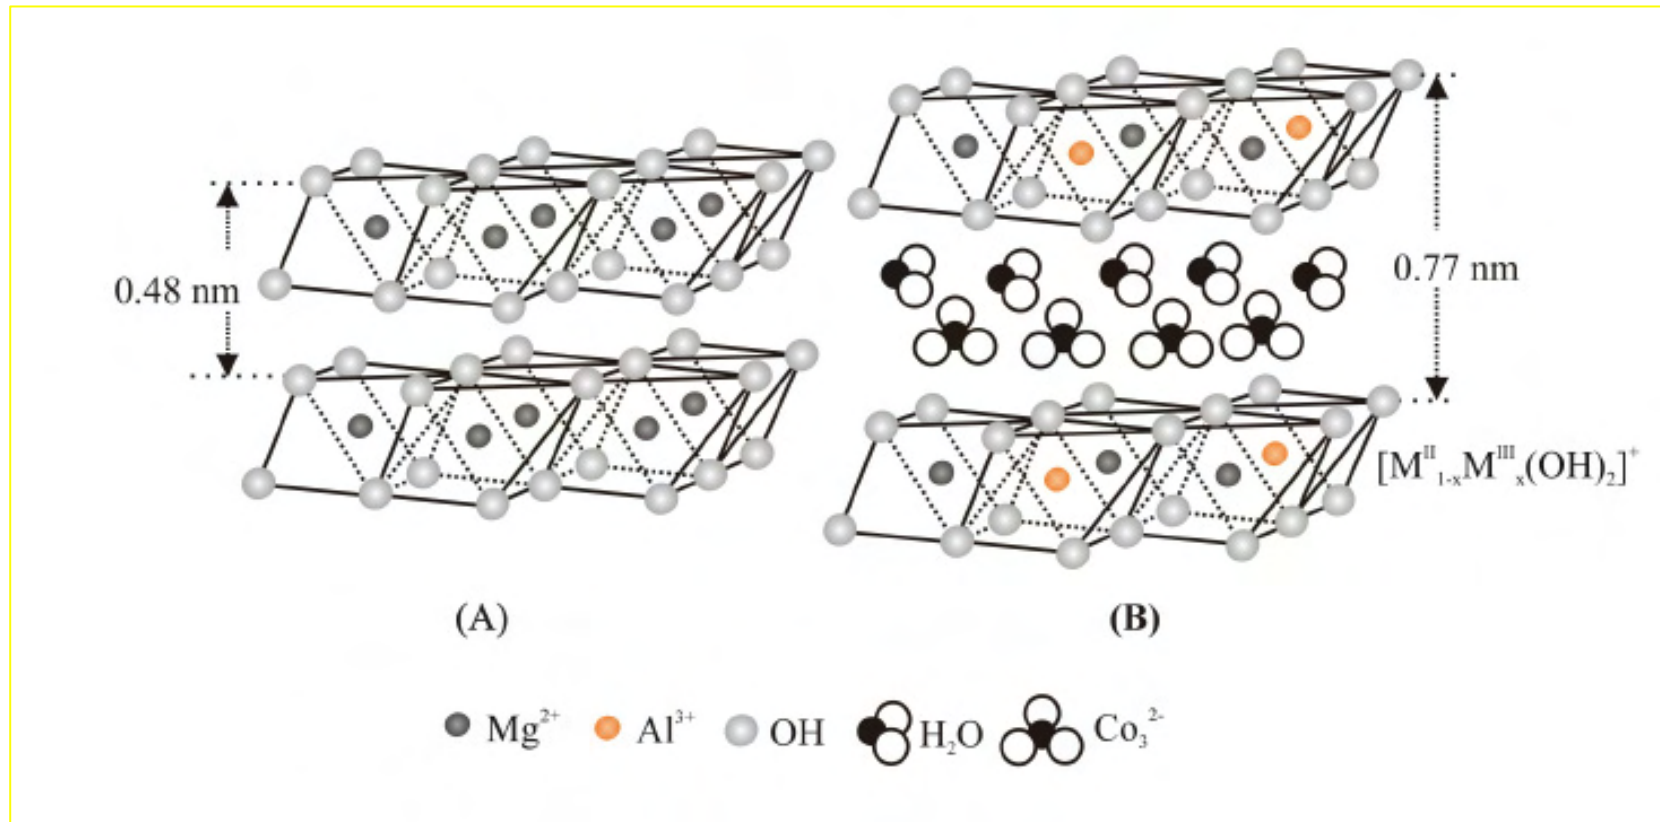 0.48 nm
0.77 nm
[Mᴵᴵ₁₋ₓMᴵᴵᴵₓ(OH)₂]⁺
(A)
(B)
Mg²⁺ Al³⁺ OH H₂O Co₃²⁻